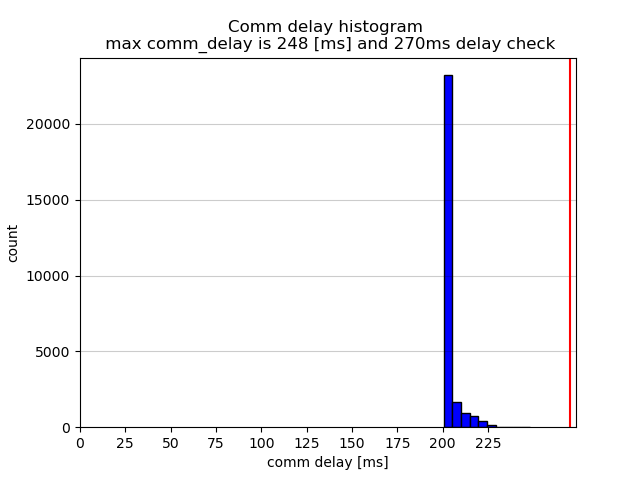 Comm delay histogram
max comm_delay is 248 [ms] and 270ms delay check
20000
15000
10000
5000
0
count
0 25 50 75 100 125 150 175 200 225
comm delay [ms]